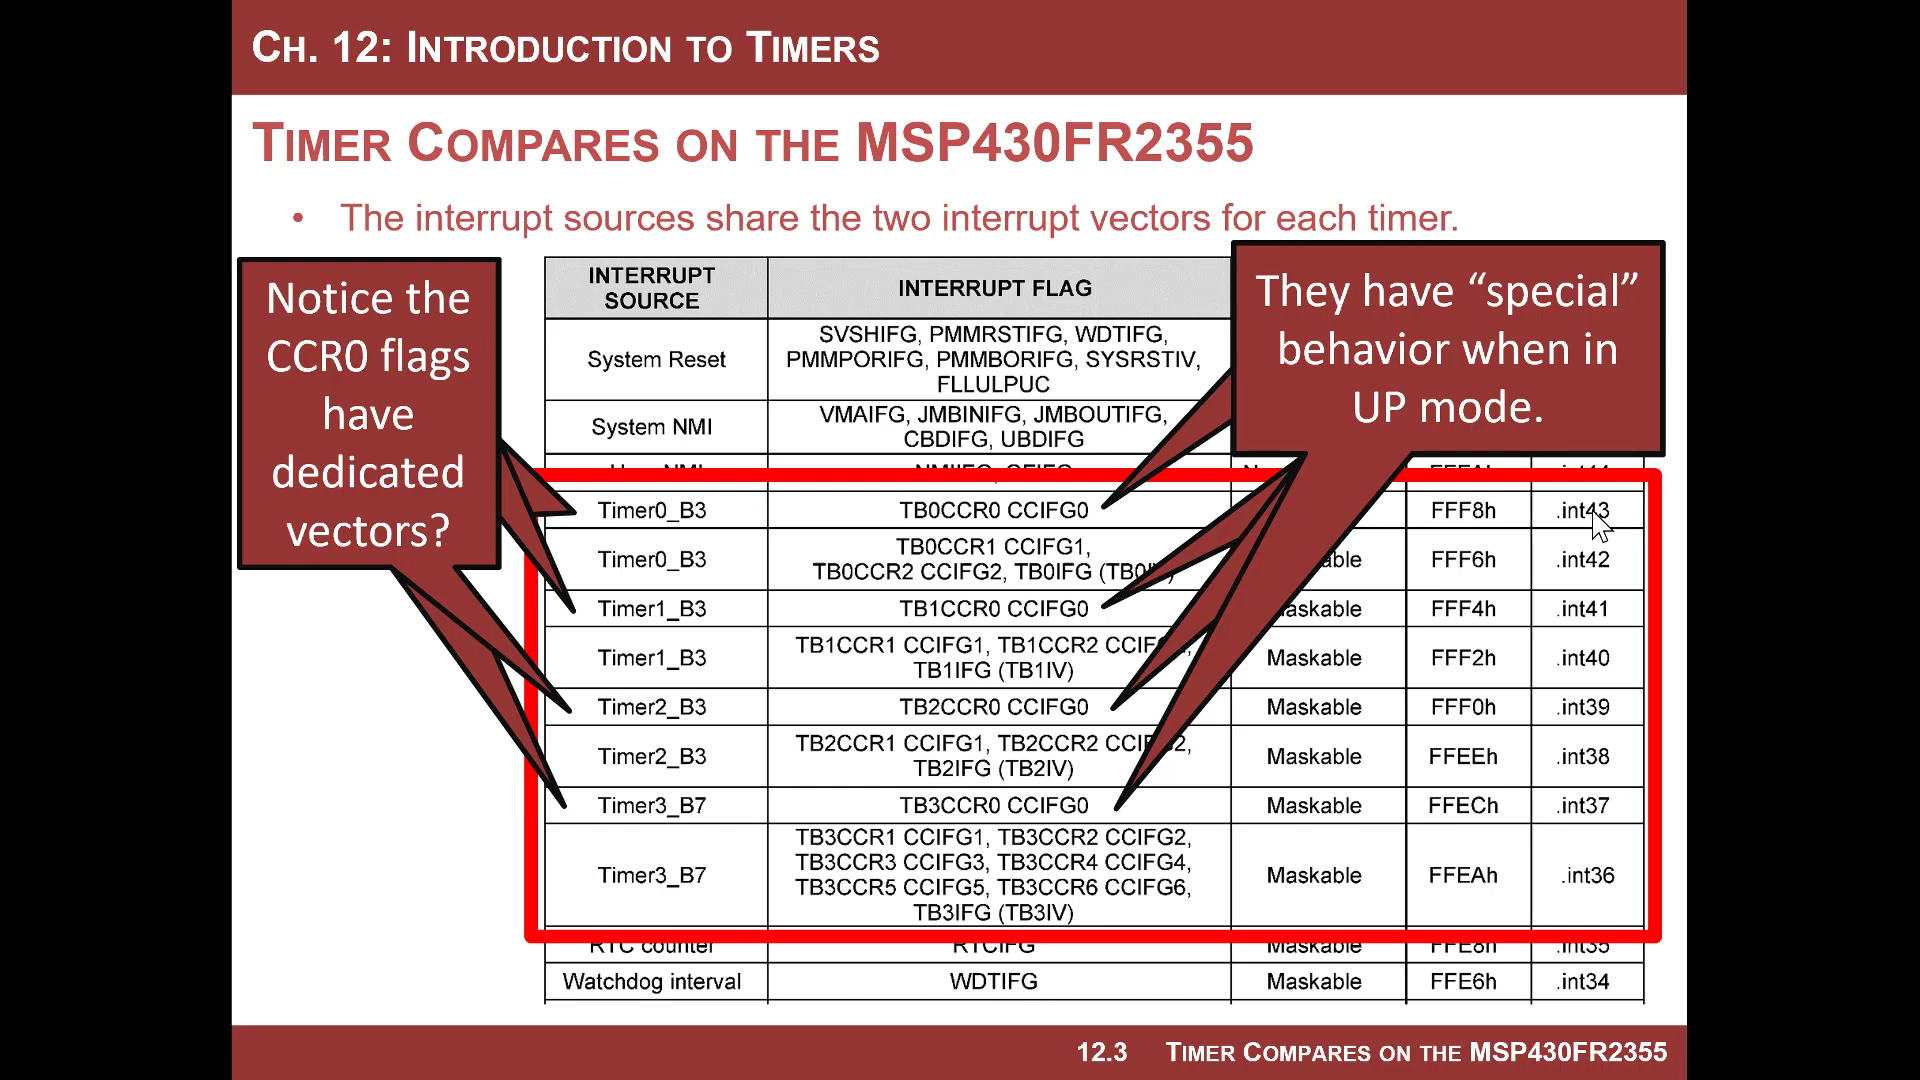 CH. 12: INTRODUCTION TO TIMERS
TIMER COMPARES ON THE MSP430FR2355
• The interrupt sources share the two interrupt vectors for each timer.
Notice the
CCR0 flags
have
dedicated
vectors?
They have “special”
behavior when in
UP mode.
INTERRUPT
SOURCE
INTERRUPT FLAG
System Reset
SVSHIFG, PMMRSTIFG, WDTIFG,
PMMPORIFG, PMMBORIFG, SYSRSTIV,
FLLULPUC
System NMI
VMAIFG, JMBINIFG, JMBOUTIFG,
CBDIFG, UBDIFG
Timer0_B3 TB0CCR0 CCIFG0 FFF8h .int43
Timer0_B3
TB0CCR1 CCIFG1,
TB0CCR2 CCIFG2, TB0IFG
FFF6h .int42
Timer1_B3 TB1CCR0 CCIFG0 Maskable FFF4h .int41
Timer1_B3
TB1CCR1 CCIFG1, TB1CCR2
TB1IFG (TB1IV)
Maskable FFF2h .int40
Timer2_B3 TB2CCR0 CCIFG0 Maskable FFF0h .int39
Timer2_B3
TB2CCR1 CCIFG1, TB2CCR2
TB2IFG (TB2IV)
Maskable FFEEh .int38
Timer3_B7 TB3CCR0 CCIFG0 Maskable FFECh .int37
Timer3_B7
TB3CCR1 CCIFG1, TB3CCR2 CCIFG2,
TB3CCR3 CCIFG3, TB3CCR4 CCIFG4,
TB3CCR5 CCIFG5, TB3CCR6 CCIFG6,
TB3IFG (TB3IV)
Maskable FFEAh .int36
RTC counter RTCIFG Maskable FFE8h .int35
Watchdog interval WDTIFG Maskable FFE6h .int34
12.3 TIMER COMPARES ON THE MSP430FR2355